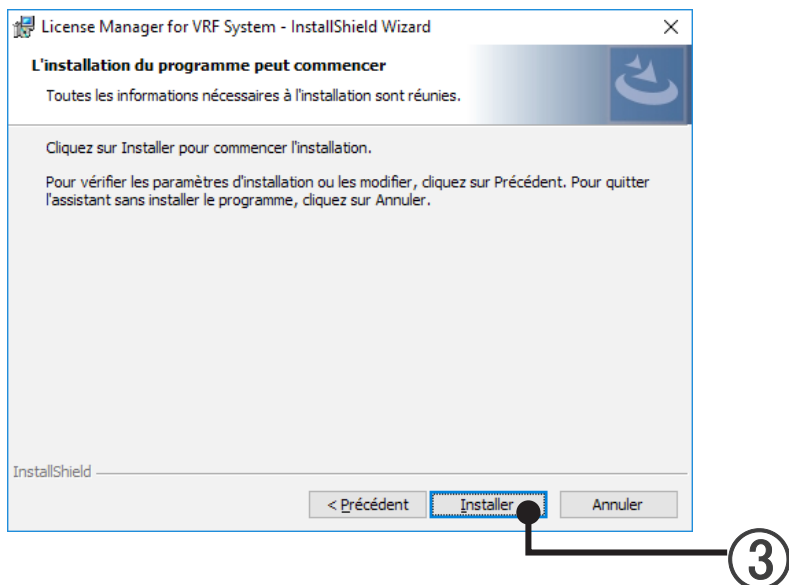 License Manager for VRF System - InstallShield Wizard
L'installation du programme peut commencer
Toutes les informations nécessaires à l'installation sont réunies.
Cliquez sur Installer pour commencer l'installation.
Pour vérifier les paramètres d'installation ou les modifier, cliquez sur Précédent. Pour quitter
l'assistant sans installer le programme, cliquez sur Annuler.
InstallShield
< Précédent
Installer
Annuler
3